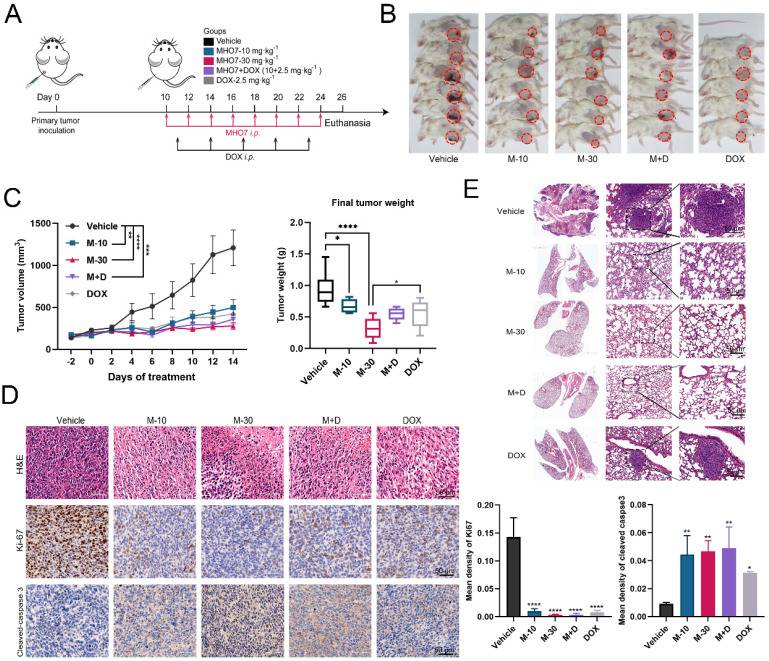 A
Goups
Vehicle
MHO7-10 mg·kg⁻¹
MHO7-30 mg·kg⁻¹
MHO7+DOX (10+2.5 mg·kg⁻¹ )
DOX-2.5 mg·kg⁻¹
Day 0
10 12 14 16 18 20 22 24 26
Primary tumor
inoculation
MHO7 i.p.
Euthanasia
DOX i.p.
B
Vehicle M-10 M-30 M+D DOX
C
Tumor volume (mm³)
1500
1000
500
0
-2 0 2 4 6 8 10 12 14
Days of treatment
Vehicle
M-10
M-30
M+D
DOX
**
****
***
Final tumor weight
Tumor weight (g)
2.0
1.5
1.0
0.5
0.0
****
*
*
Vehicle M-10 M-30 M+D DOX
D
Vehicle M-10 M-30 M+D DOX
H&E
Ki-67
50 μm
Cleaved-caspase 3
50 μm
E
Vehicle
M-10
M-30
M+D
DOX
Mean density of Ki67
0.20
0.15
0.10
0.05
0.00
**** **** **** ****
Vehicle M-10 M-30 M+D DOX
Mean density of cleaved caspse3
0.08
0.06
0.04
0.02
0.00
** ** ** *
Vehicle M-10 M-30 M+D DOX